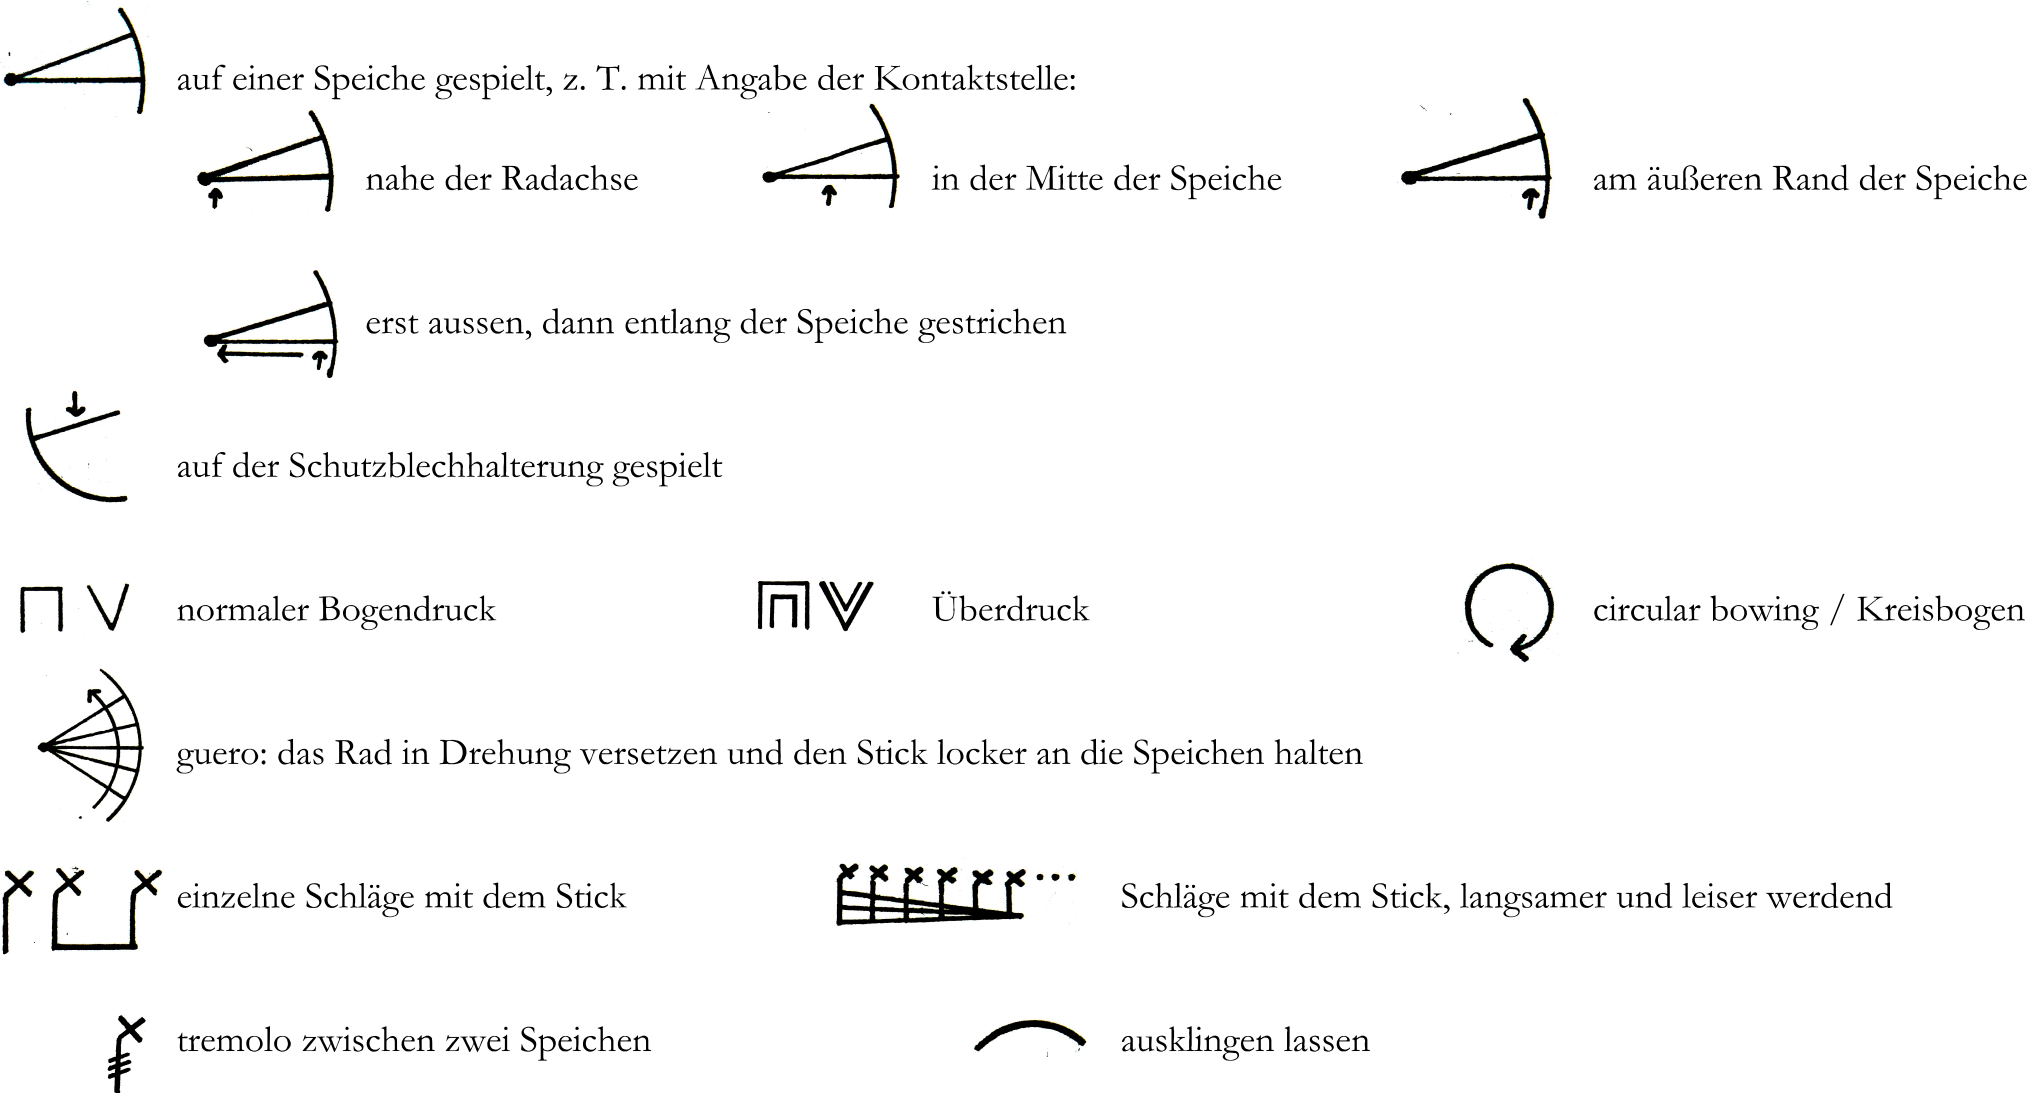 auf einer Speiche gespielt, z. T. mit Angabe der Kontaktstelle:
nahe der Radachse
in der Mitte der Speiche
am äußeren Rand der Speiche
erst aussen, dann entlang der Speiche gestrichen
auf der Schutzblechhalterung gespielt
normaler Bogendruck
Überdruck
circular bowing / Kreisbogen
guero: das Rad in Drehung versetzen und den Stick locker an die Speichen halten
einzelne Schläge mit dem Stick
Schläge mit dem Stick, langsamer und leiser werdend
tremolo zwischen zwei Speichen
ausklingen lassen